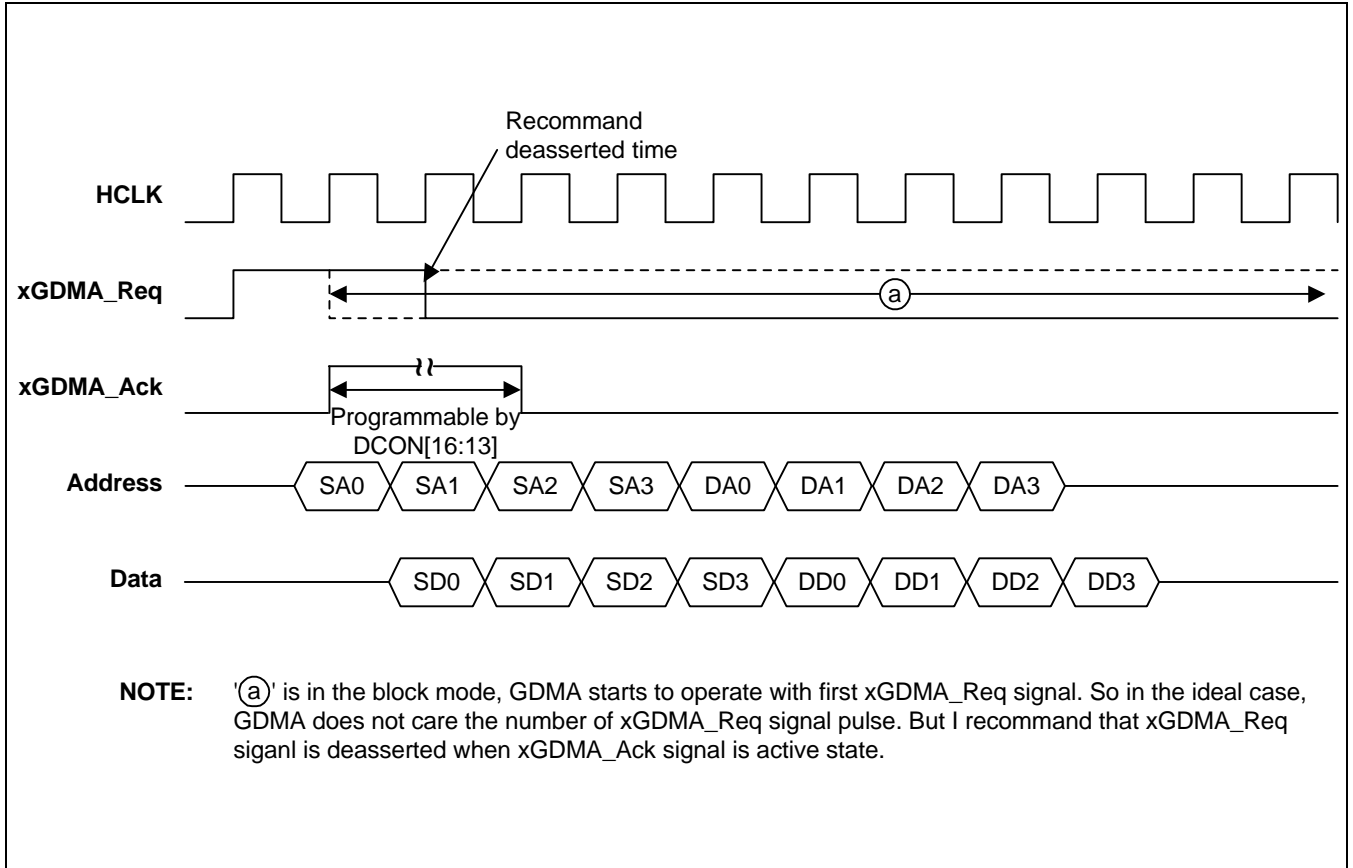 Recommand
deasserted time
HCLK
xGDMA_Req
a
xGDMA_Ack
Programmable by
DCON[16:13]
Address
SA0 SA1 SA2 SA3 DA0 DA1 DA2 DA3
Data
SD0 SD1 SD2 SD3 DD0 DD1 DD2 DD3
NOTE: 'ⓐ' is in the block mode, GDMA starts to operate with first xGDMA_Req signal. So in the ideal case,
GDMA does not care the number of xGDMA_Req signal pulse. But I recommand that xGDMA_Req
siganl is deasserted when xGDMA_Ack signal is active state.